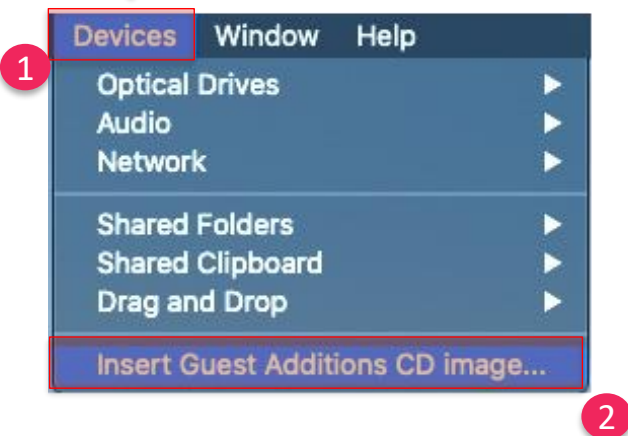 Devices Window Help
1
Optical Drives
Audio
Network
Shared Folders
Shared Clipboard
Drag and Drop
Insert Guest Additions CD image...
2